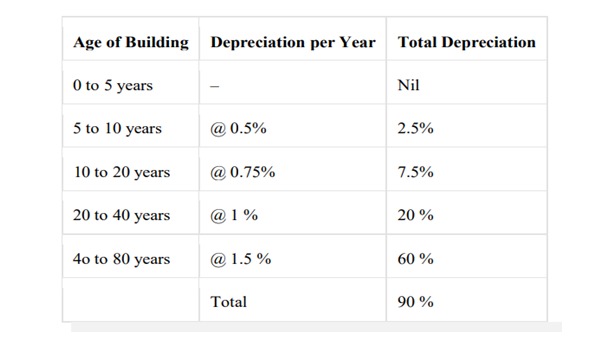 Age of Building Depreciation per Year Total Depreciation
0 to 5 years – Nil
5 to 10 years @ 0.5% 2.5%
10 to 20 years @ 0.75% 7.5%
20 to 40 years @ 1 % 20 %
4o to 80 years @ 1.5 % 60 %
Total 90 %